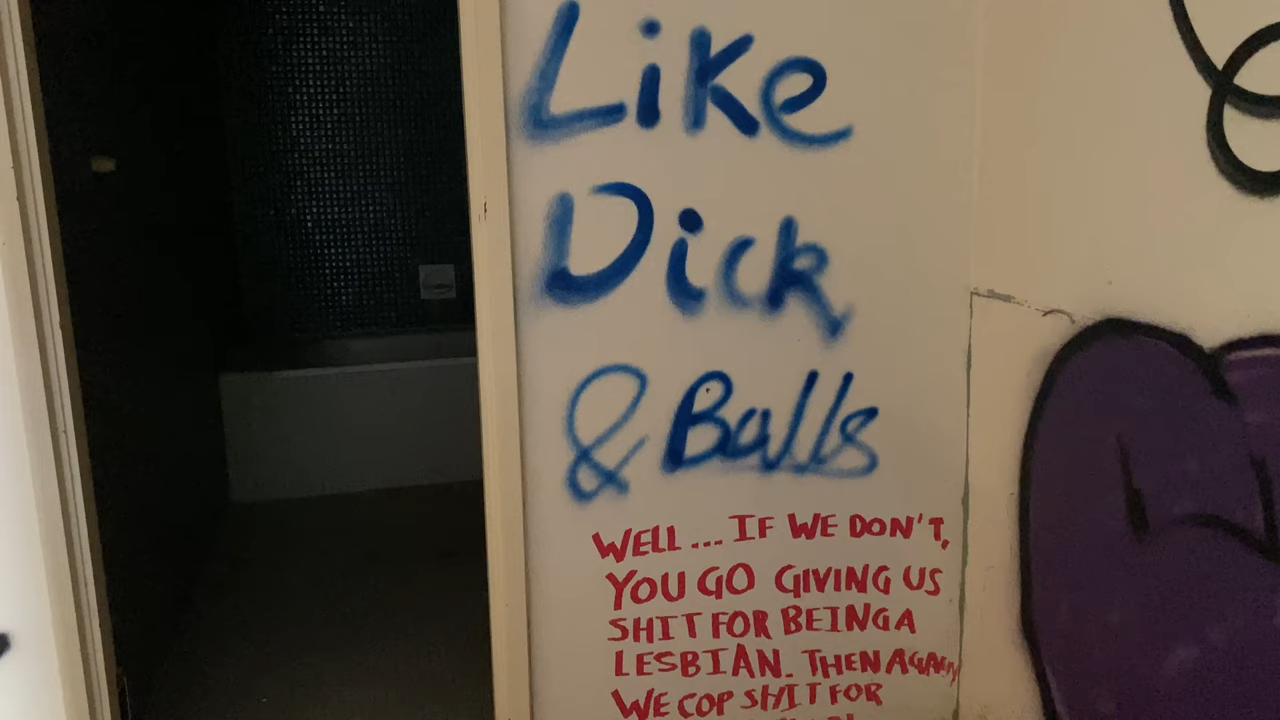 Like
Dick
& Balls
WELL... IF WE DON'T,
YOU GO GIVING US
SHIT FOR BEING A
LESBIAN. THEN AGAIN
WE COP SHIT FOR